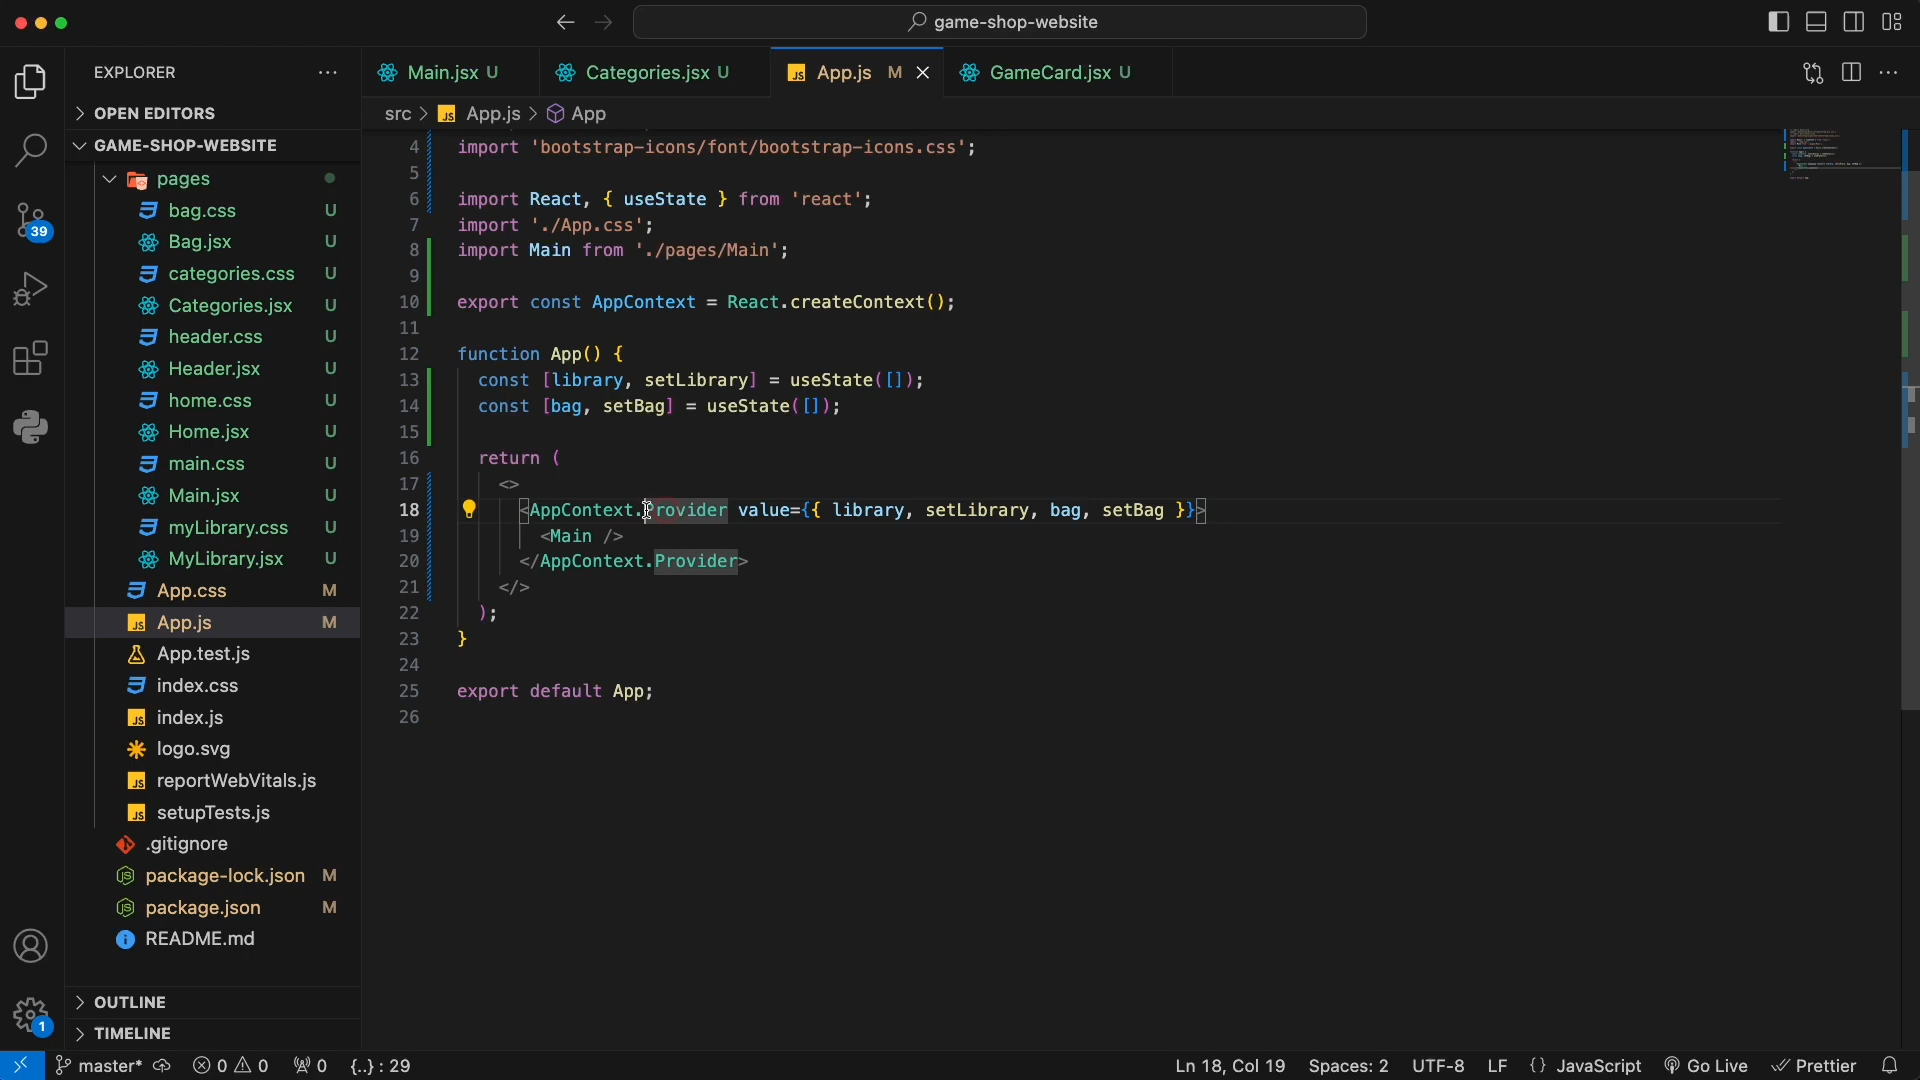 game-shop-website
EXPLORER
Main.jsx U
Categories.jsx U
App.js M
GameCard.jsx U
OPEN EDITORS
src > App.js > App
GAME-SHOP-WEBSITE
pages
bag.css U
Bag.jsx U
categories.css U
Categories.jsx U
header.css U
Header.jsx U
home.css U
Home.jsx U
main.css U
Main.jsx U
myLibrary.css U
MyLibrary.jsx U
App.css M
App.js M
App.test.js
index.css
index.js
logo.svg
reportWebVitals.js
setupTests.js
.gitignore
package-lock.json M
package.json M
README.md
OUTLINE
TIMELINE
39
1
4 import 'bootstrap-icons/font/bootstrap-icons.css';
5
6 import React, { useState } from 'react';
7 import './App.css';
8 import Main from './pages/Main';
9
10 export const AppContext = React.createContext();
11
12 function App() {
13 const [library, setLibrary] = useState([]);
14 const [bag, setBag] = useState([]);
15
16 return (
17 <>
18 <AppContext.Provider value={{ library, setLibrary, bag, setBag }}>
19 <Main />
20 </AppContext.Provider>
21 </>
22 );
23 }
24
25 export default App;
26
master* 0 0 0 {..} : 29
Ln 18, Col 19 Spaces: 2 UTF-8 LF {} JavaScript Go Live Prettier